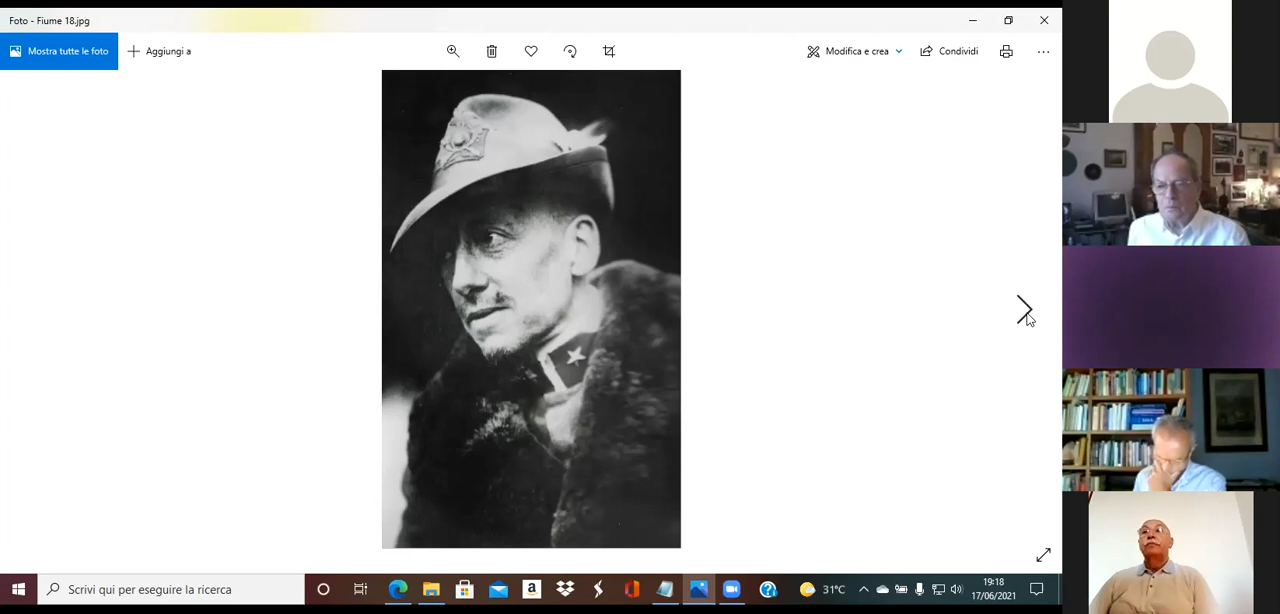 Foto - Fiume 18.jpg
Mostra tutte le foto
Aggiungi a
Modifica e crea
Condividi
Scrivi qui per eseguire la ricerca
31°C
19:18
17/06/2021